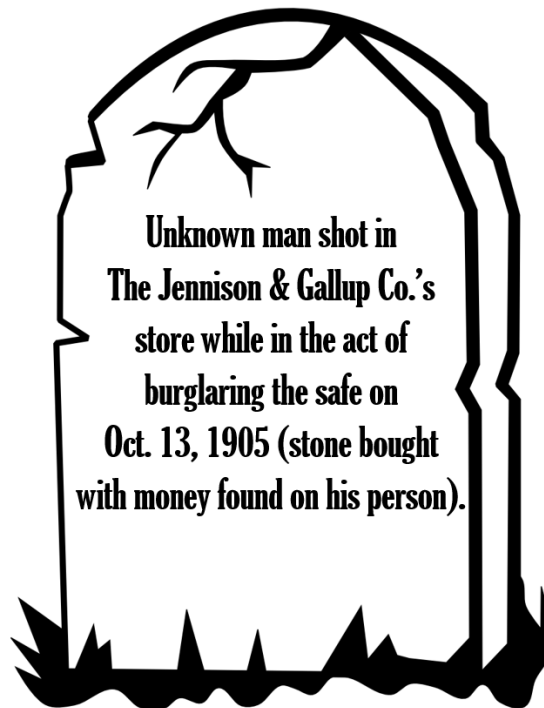 Unknown man shot in
The Jennison & Gallup Co.'s
store while in the act of
burglaring the safe on
Oct. 13, 1905 (stone bought
with money found on his person).